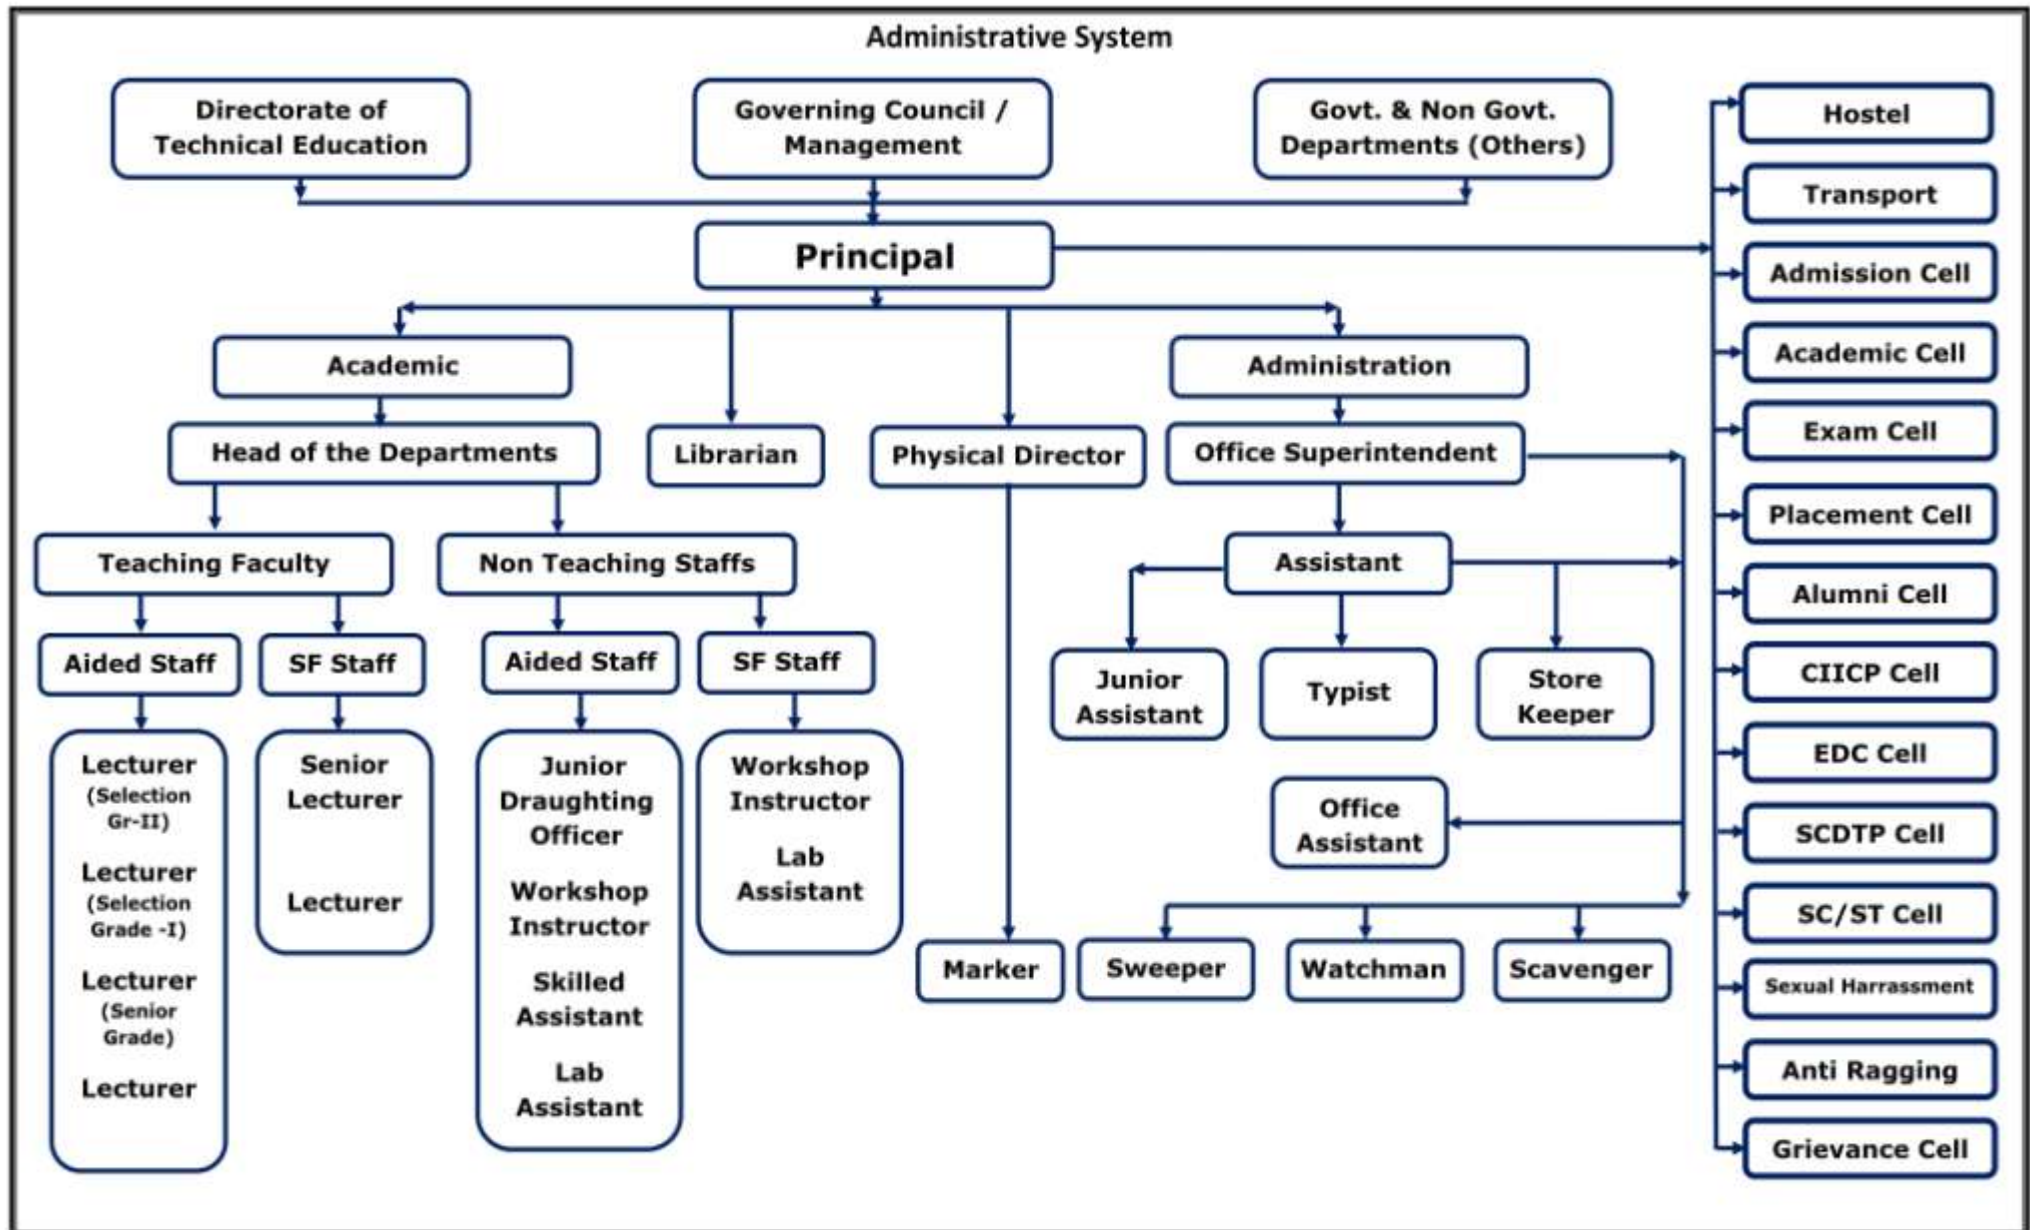 Administrative System
Directorate of
Technical Education
Governing Council /
Management
Govt. & Non Govt.
Departments (Others)
Principal
Academic
Administration
Head of the Departments
Librarian
Physical Director
Office Superintendent
Teaching Faculty
Non Teaching Staffs
Assistant
Aided Staff
SF Staff
Aided Staff
SF Staff
Junior
Assistant
Typist
Store
Keeper
Lecturer
(Selection
Gr-II)
Lecturer
(Selection
Grade -I)
Lecturer
(Senior
Grade)
Lecturer
Senior
Lecturer
Lecturer
Junior
Draughting
Officer
Workshop
Instructor
Skilled
Assistant
Lab
Assistant
Workshop
Instructor
Lab
Assistant
Office
Assistant
Marker
Sweeper
Watchman
Scavenger
Hostel
Transport
Admission Cell
Academic Cell
Exam Cell
Placement Cell
Alumni Cell
CIICP Cell
EDC Cell
SCDTP Cell
SC/ST Cell
Sexual Harrassment
Anti Ragging
Grievance Cell